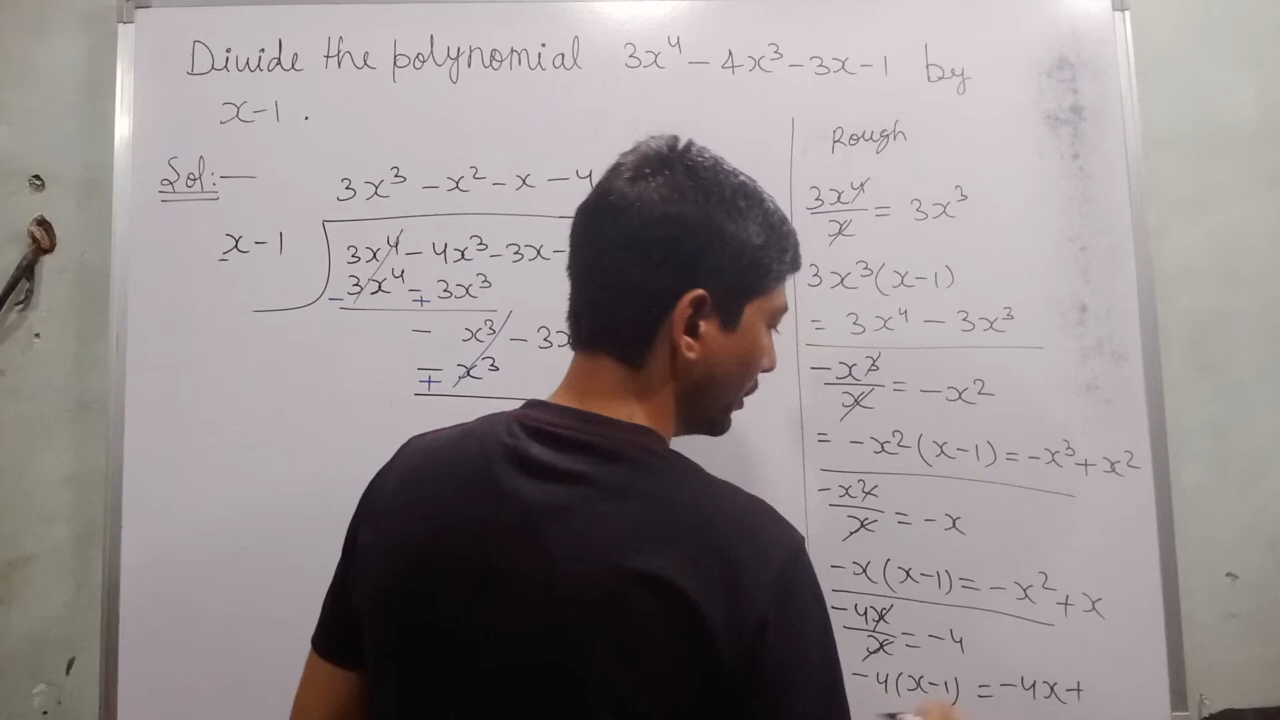 Divide the polynomial 3x⁴ – 4x³ – 3x – 1 by
x – 1 .
Sol:—
3x³ – x² – x – 4
x – 1
3x⁴ – 4x³ – 3x –
– 3x⁴ – 3x³
+
– x³ – 3x
– x³
+
Rough
3x⁴/x = 3x³
3x³(x–1)
= 3x⁴ – 3x³
–x³/x = –x²
= –x²(x–1) = –x³+x²
–x²/x = –x
–x(x–1) = –x²+x
–4x/x = –4
–4(x–1) = –4x+